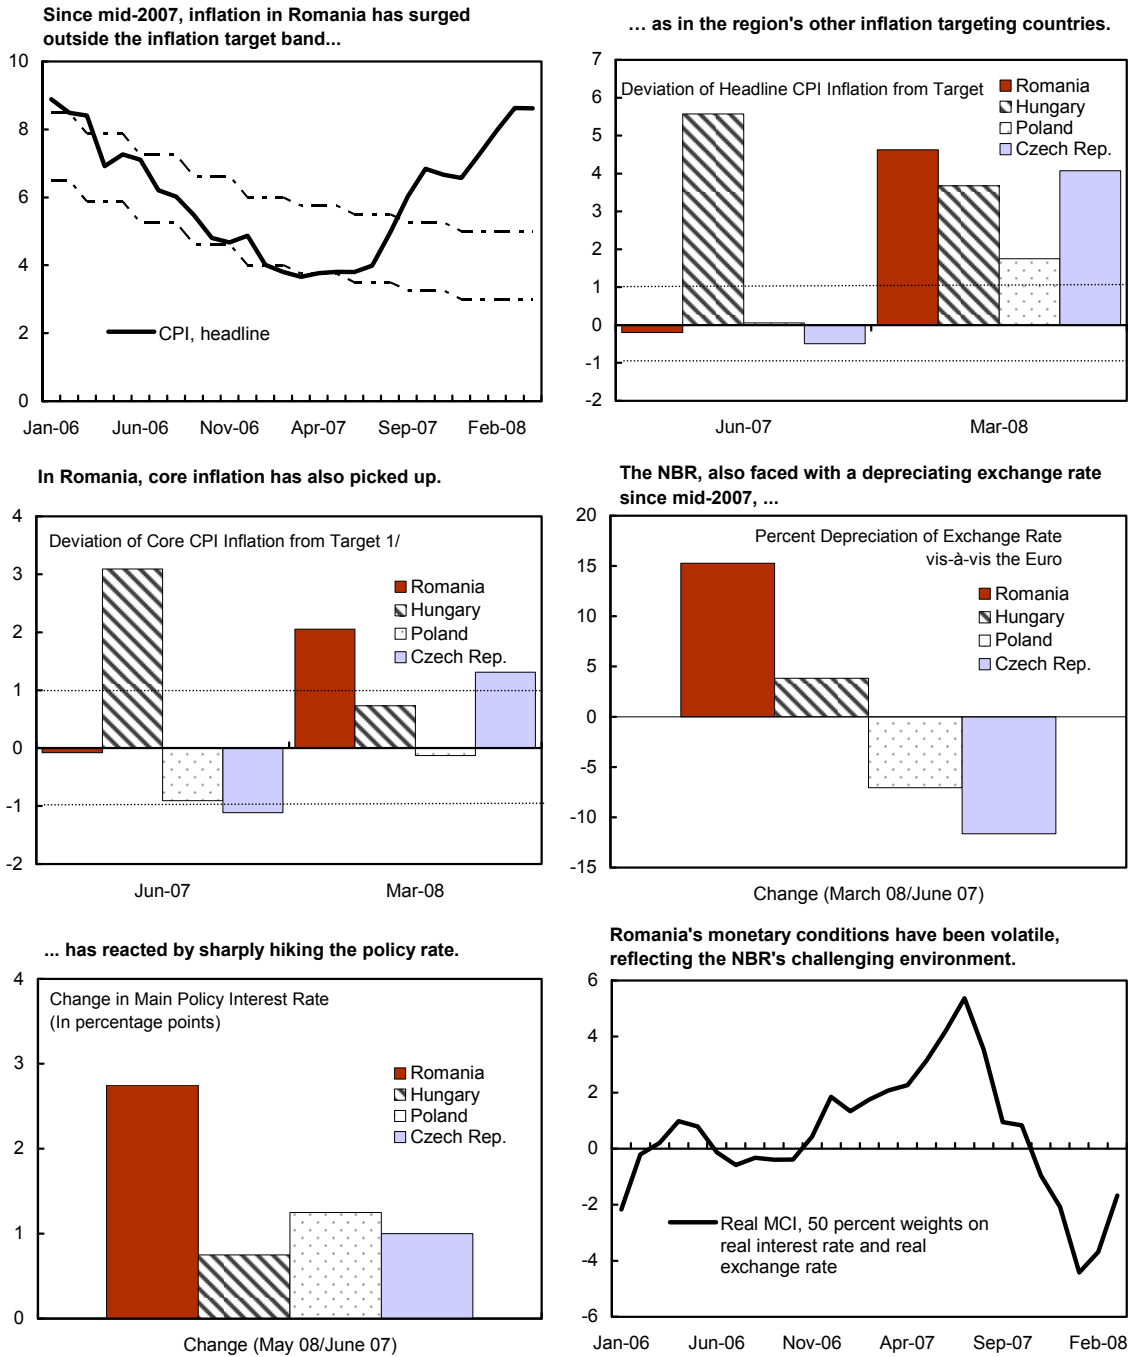 Since mid-2007, inflation in Romania has surged
outside the inflation target band...
10
8
6
4
2
0
CPI, headline
Jan-06 Jun-06 Nov-06 Apr-07 Sep-07 Feb-08
... as in the region's other inflation targeting countries.
7
6
5
4
3
2
1
0
-1
-2
Deviation of Headline CPI Inflation from Target
Romania
Hungary
Poland
Czech Rep.
Jun-07 Mar-08
In Romania, core inflation has also picked up.
4
3
2
1
0
-1
-2
Deviation of Core CPI Inflation from Target 1/
Romania
Hungary
Poland
Czech Rep.
Jun-07 Mar-08
The NBR, also faced with a depreciating exchange rate
since mid-2007, ...
20
15
10
5
0
-5
-10
-15
Percent Depreciation of Exchange Rate
vis-à-vis the Euro
Romania
Hungary
Poland
Czech Rep.
Change (March 08/June 07)
... has reacted by sharply hiking the policy rate.
4
3
2
1
0
Change in Main Policy Interest Rate
(In percentage points)
Romania
Hungary
Poland
Czech Rep.
Change (May 08/June 07)
Romania's monetary conditions have been volatile,
reflecting the NBR's challenging environment.
6
4
2
0
-2
-4
-6
Real MCI, 50 percent weights on
real interest rate and real
exchange rate
Jan-06 Jun-06 Nov-06 Apr-07 Sep-07 Feb-08